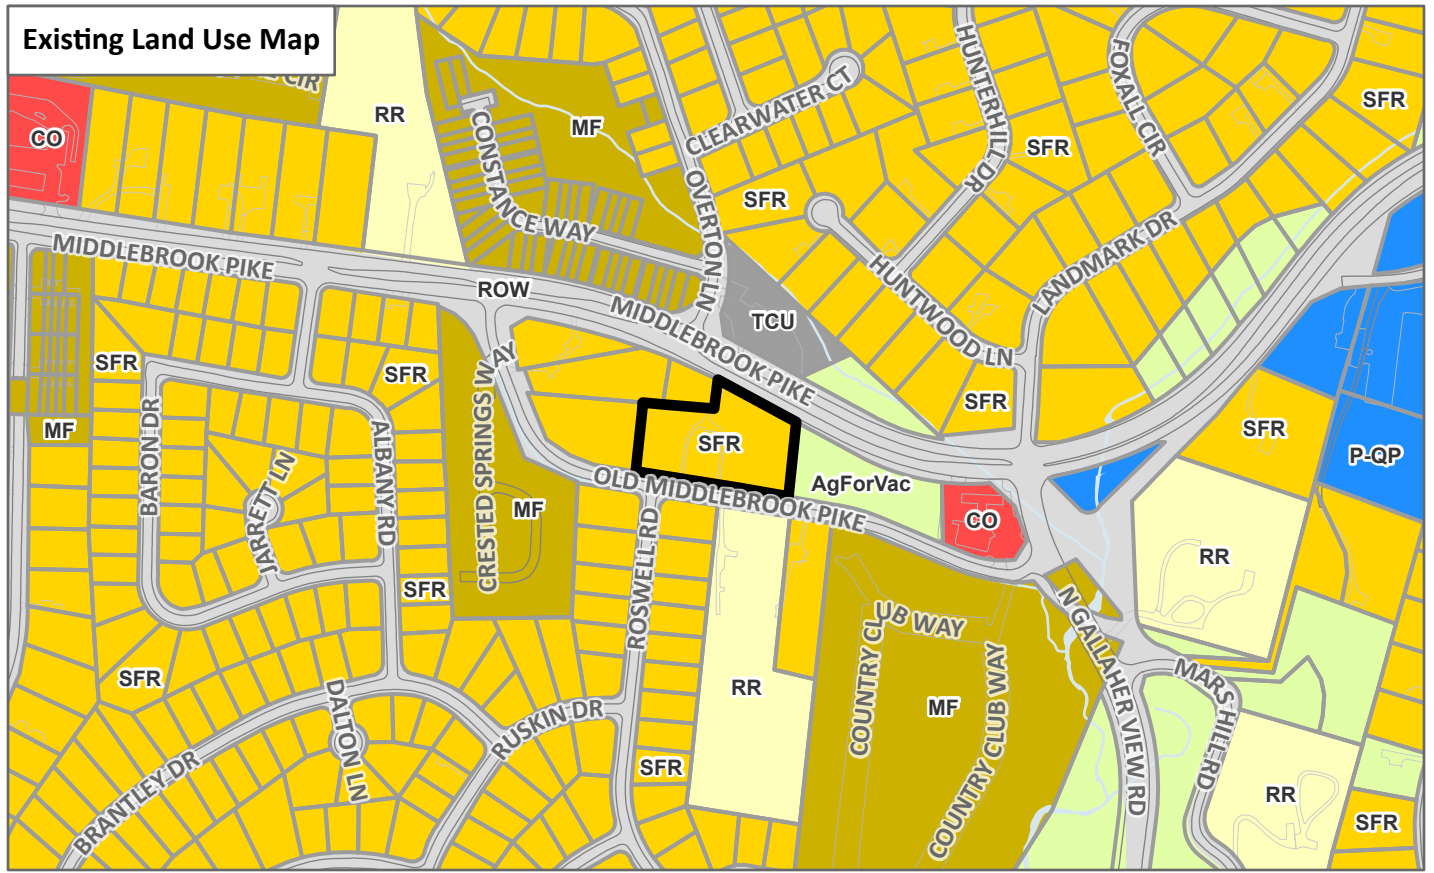 Existing Land Use Map
CIR
CO
RR
MF
CONSTANCE WAY
OVERTON LN
CLEARWATER CT
HUNTERHILL DR
FOXALL CIR
SFR
SFR
SFR
MIDDLEBROOK PIKE
ROW
MIDDLEBROOK PIKE
TCU
HUNTWOOD LN
LANDMARK DR
SFR
SFR
SFR
SFR
MF
BARON DR
JARRETT LN
ALBANY RD
CRESTED SPRINGS WAY
MF
SFR
OLD MIDDLEBROOK PIKE
AgForVac
CO
P-QP
RR
SFR
SFR
ROSWELL RD
RR
UB WAY
COUNTRY CL
COUNTRY CLUB WAY
MF
N GALLAHER VIEW RD
MARS HILL RD
DALTON LN
RUSKIN DR
BRANTLEY DR
SFR
RR
SFR